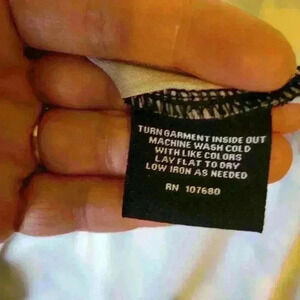 TURN GARMENT INSIDE OUT
MACHINE WASH COLD
WITH LIKE COLORS
LAY FLAT TO DRY
LOW IRON AS NEEDED
RN 107680